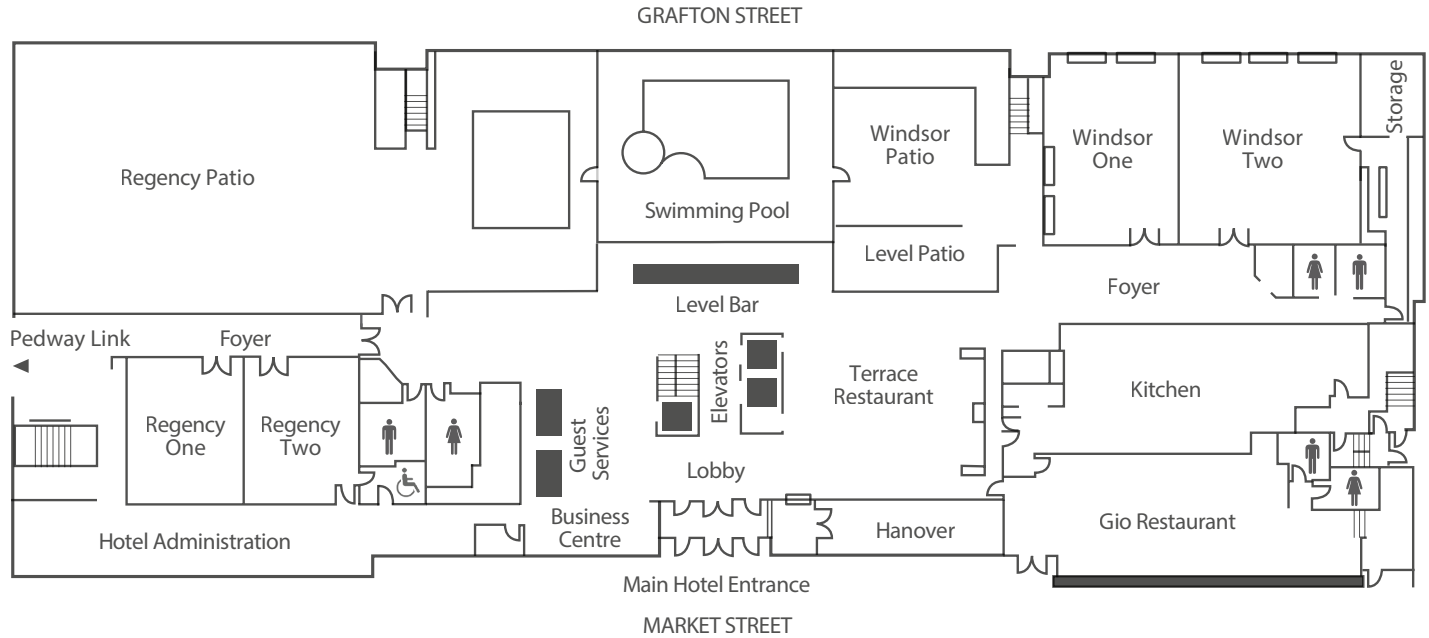 GRAFTON STREET
Regency Patio
Swimming Pool
Windsor
Patio
Level Patio
Windsor
One
Windsor
Two
Storage
Level Bar
Foyer
Pedway Link
Foyer
Regency
One
Regency
Two
Guest
Services
Elevators
Terrace
Restaurant
Kitchen
Lobby
Hotel Administration
Business
Centre
Hanover
Gio Restaurant
Main Hotel Entrance
MARKET STREET